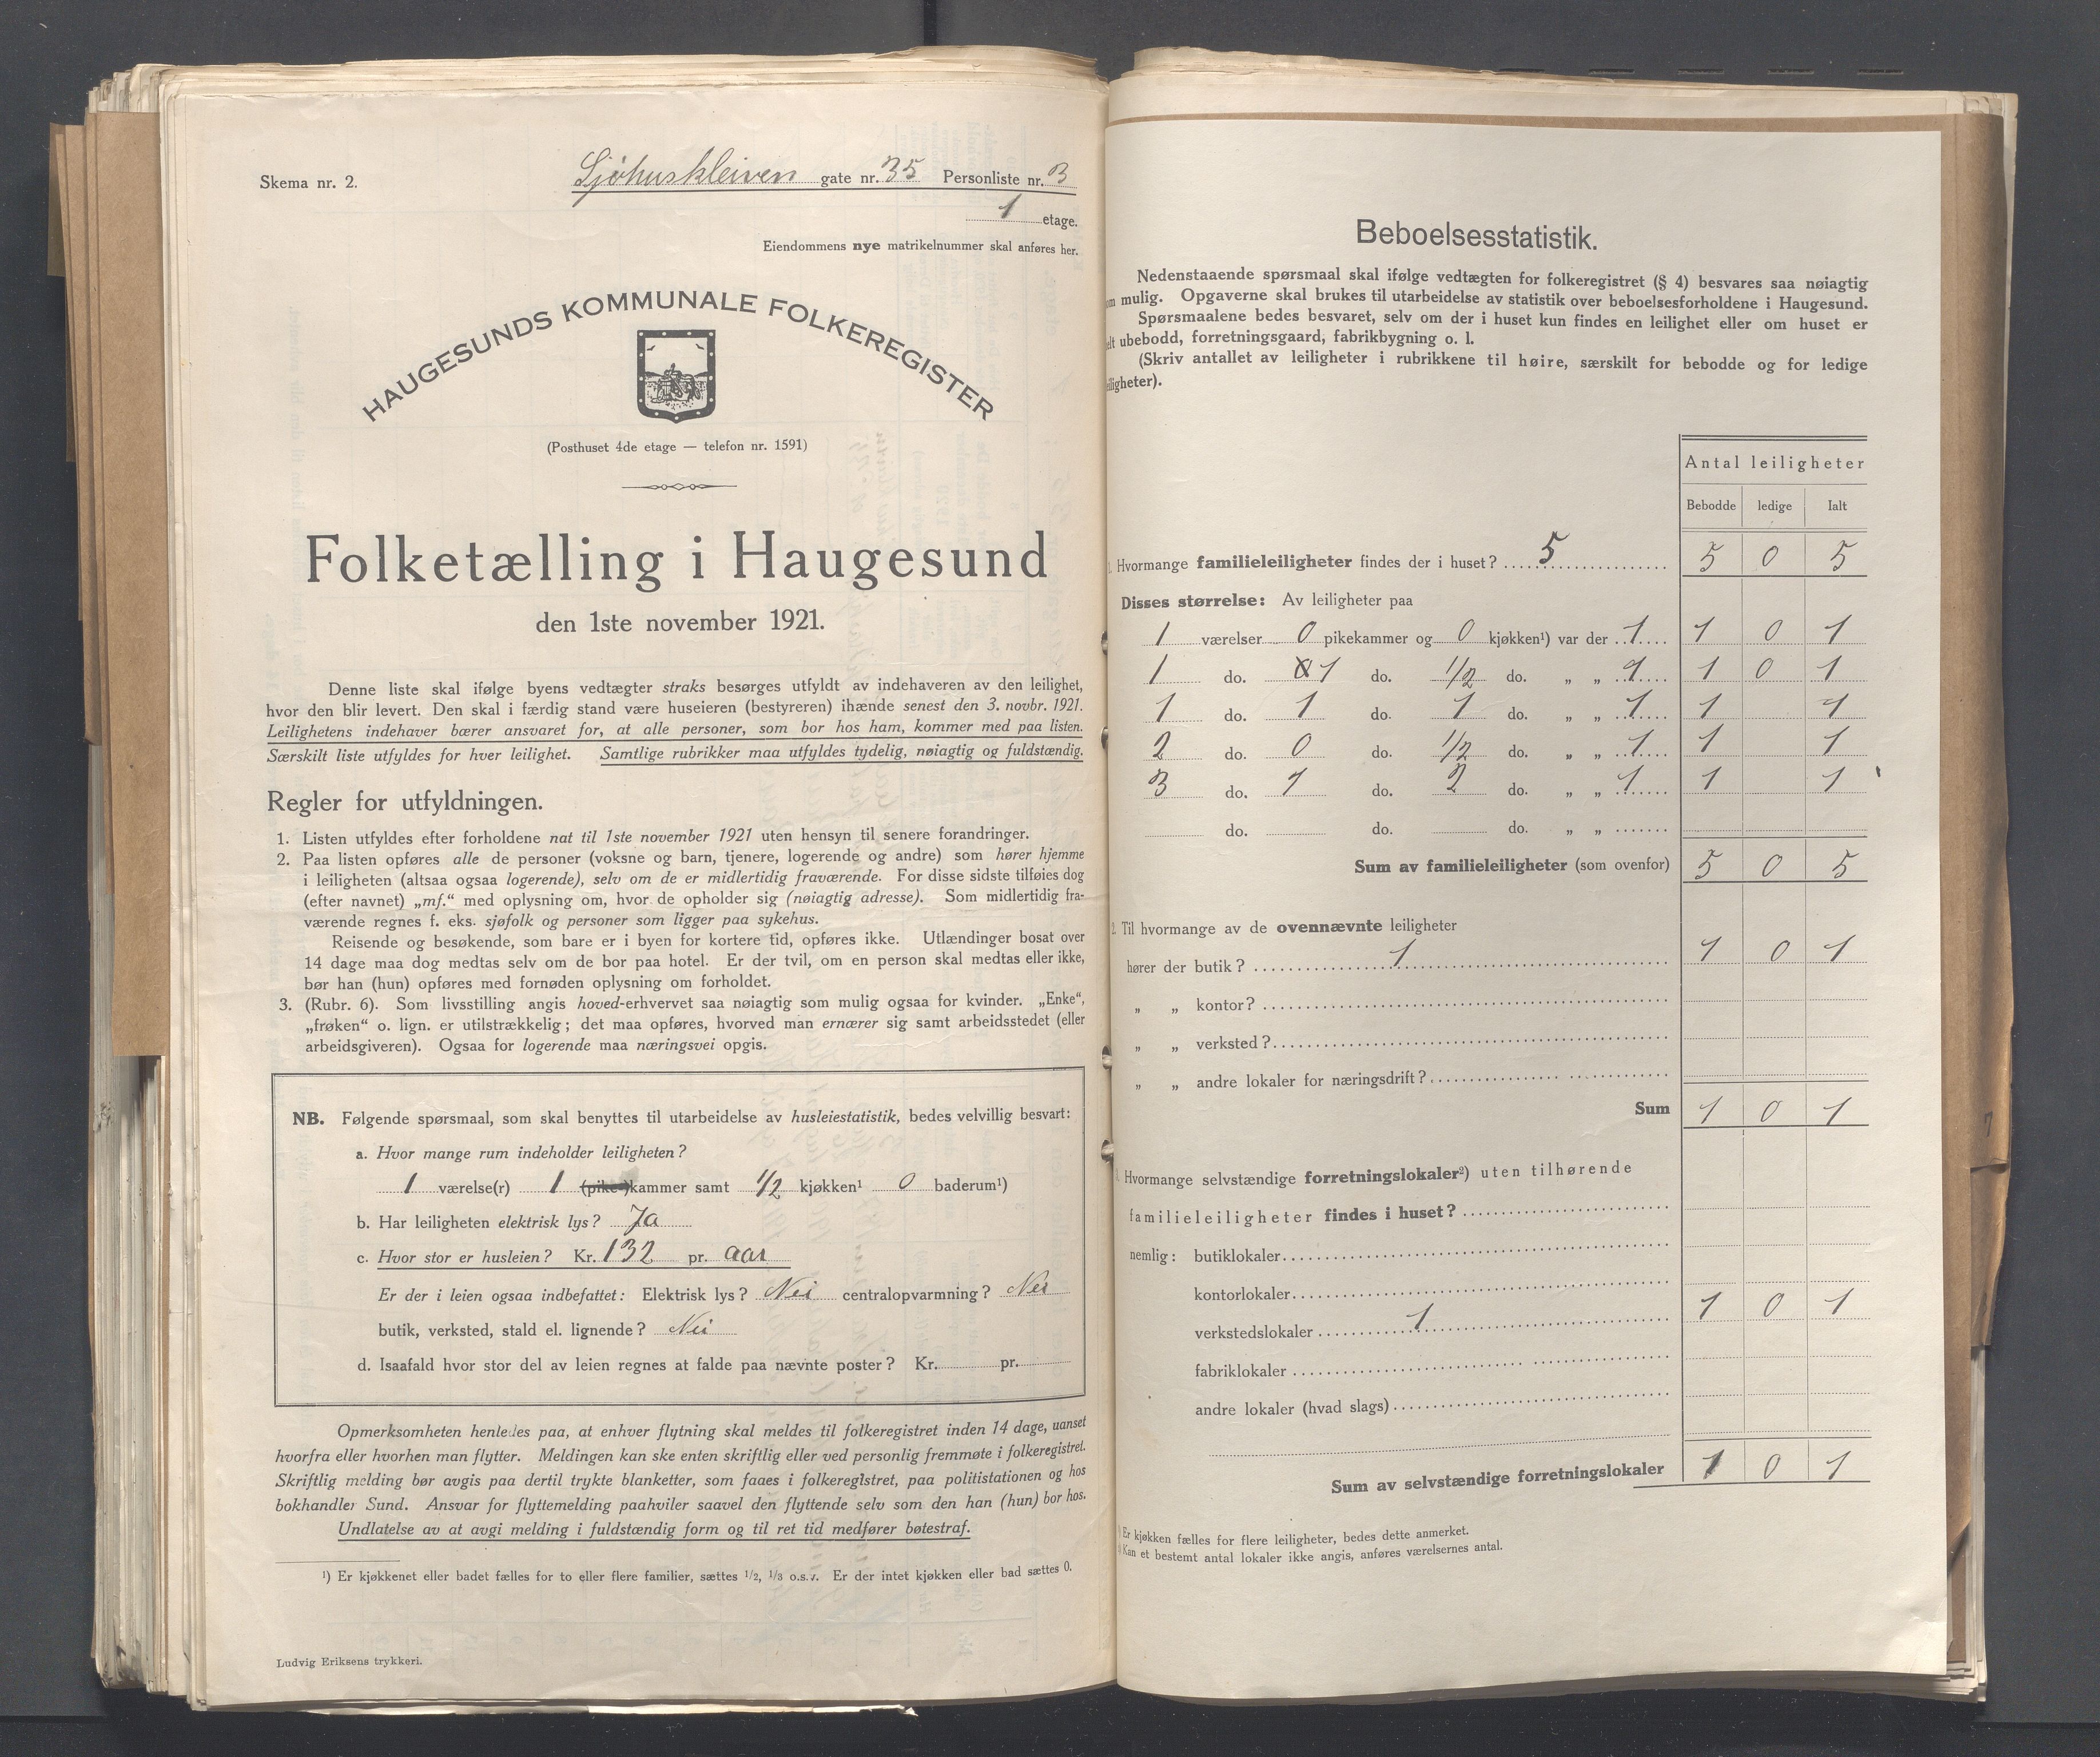 Skema nr. 2.
Sjøhuskleiven gate nr. 35 Personliste nr. 3
1 etage.
Eiendommens nye matrikelnummer skal anføres her.
HAUGESUNDS KOMMUNALE FOLKEREGISTER
(Posthuset 4de etage — telefon nr. 1591)
Folketælling i Haugesund
den 1ste november 1921.
Denne liste skal ifølge byens vedtægter straks besørges utfyldt av indehaveren av den leilighet,
hvor den blir levert. Den skal i færdig stand være huseieren (bestyreren) ihænde senest den 3. novbr. 1921.
Leilighetens indehaver bærer ansvaret for, at alle personer, som bor hos ham, kommer med paa listen.
Særskilt liste utfyldes for hver leilighet. Samtlige rubrikker maa utfyldes tydelig, nøiagtig og fuldstændig.
Regler for utfyldningen.
1. Listen utfyldes efter forholdene nat til 1ste november 1921 uten hensyn til senere forandringer.
2. Paa listen opføres alle de personer (voksne og barn, tjenere, logerende og andre) som hører hjemme
i leiligheten (altsaa ogsaa logerende), selv om de er midlertidig fraværende. For disse sidste tilføies dog
(efter navnet) „mf.“ med oplysning om, hvor de opholder sig (nøiagtig adresse). Som midlertidig fra-
værende regnes f. eks. sjøfolk og personer som ligger paa sykehus.
Reisende og besøkende, som bare er i byen for kortere tid, opføres ikke. Utlændinger bosat over
14 dage maa dog medtas selv om de bor paa hotel. Er der tvil, om en person skal medtas eller ikke,
bør han (hun) opføres med fornøden oplysning om forholdet.
3. (Rubr. 6). Som livsstilling angis hoved-erhvervet saa nøiagtig som mulig ogsaa for kvinder. „Enke“,
„frøken“ o. lign. er utilstrækkelig; det maa opføres, hvorved man ernærer sig samt arbeidsstedet (eller
arbeidsgiveren). Ogsaa for logerende maa næringsvei opgis.
NB. Følgende spørsmaal, som skal benyttes til utarbeidelse av husleiestatistik, bedes velvillig besvart:
a. Hvor mange rum indeholder leiligheten?
1 værelse(r) 1 (pike-)kammer samt 1/2 kjøkken¹ 0 baderum¹)
b. Har leiligheten elektrisk lys? Ja
c. Hvor stor er husleien? Kr. 132 pr. aar
Er der i leien ogsaa indbefattet: Elektrisk lys? Nei centralopvarmning? Nei
butik, verksted, stald el. lignende? Nei
d. Isaafald hvor stor del av leien regnes at falde paa nævnte poster? Kr. pr.
Opmerksomheten henledes paa, at enhver flytning skal meldes til folkeregistret inden 14 dage, uanset
hvorfra eller hvorhen man flytter. Meldingen kan ske enten skriftlig eller ved personlig fremmøte i folkeregistret.
Skriftlig melding bør avgis paa dertil trykte blanketter, som faaes i folkeregistret, paa politistationen og hos
bokhandler Sund. Ansvar for flyttemelding paahviler saavel den flyttende selv som den han (hun) bor hos.
Undlatelse av at avgi melding i fuldstændig form og til ret tid medfører bøtestraf.
¹) Er kjøkkenet eller badet fælles for to eller flere familier, sættes 1/2, 1/3 o.s.v. Er der intet kjøkken eller bad sættes 0.
Ludvig Eriksens trykkeri.
Beboelsesstatistik.
Nedenstaaende spørsmaal skal ifølge vedtægten for folkeregistret (§ 4) besvares saa nøiagtig
om mulig. Opgaverne skal brukes til utarbeidelse av statistik over beboelsesforholdene i Haugesund.
Spørsmaalene bedes besvaret, selv om der i huset kun findes en leilighet eller om huset er
elt ubebodd, forretningsgaard, fabrikbygning o. l.
(Skriv antallet av leiligheter i rubrikkene til høire, særskilt for bebodde og for ledige
eiligheter).
Antal leiligheter
Bebodde ledige Ialt
1. Hvormange familieleiligheter findes der i huset? 5 5 0 5
Disses størrelse: Av leiligheter paa
1 værelser 0 pikekammer og 0 kjøkken¹) var der 1 1 0 1
1 do. 0 1 do. 1/2 do. „ „ 1 1 0 1
1 do. 1 do. 1 do. „ „ 1 1 1
2 do. 0 do. 1/2 do. „ „ 1 1 1
3 do. 1 do. 2 do. „ „ 1 1 1
do. do. do. „ „
Sum av familieleiligheter (som ovenfor) 5 0 5
2. Til hvormange av de ovennævnte leiligheter
hører der butik? 1 1 0 1
„ „ kontor?
„ „ verksted?
„ „ andre lokaler for næringsdrift?
Sum 1 0 1
Hvormange selvstændige forretningslokaler²) uten tilhørende
familieleiligheter findes i huset?
nemlig: butiklokaler
kontorlokaler
verkstedslokaler 1 1 0 1
fabriklokaler
andre lokaler (hvad slags)
Sum av selvstændige forretningslokaler 1 0 1
¹) Er kjøkken fælles for flere leiligheter, bedes dette anmerket.
²) Kan et bestemt antal lokaler ikke angis, anføres værelsernes antal.